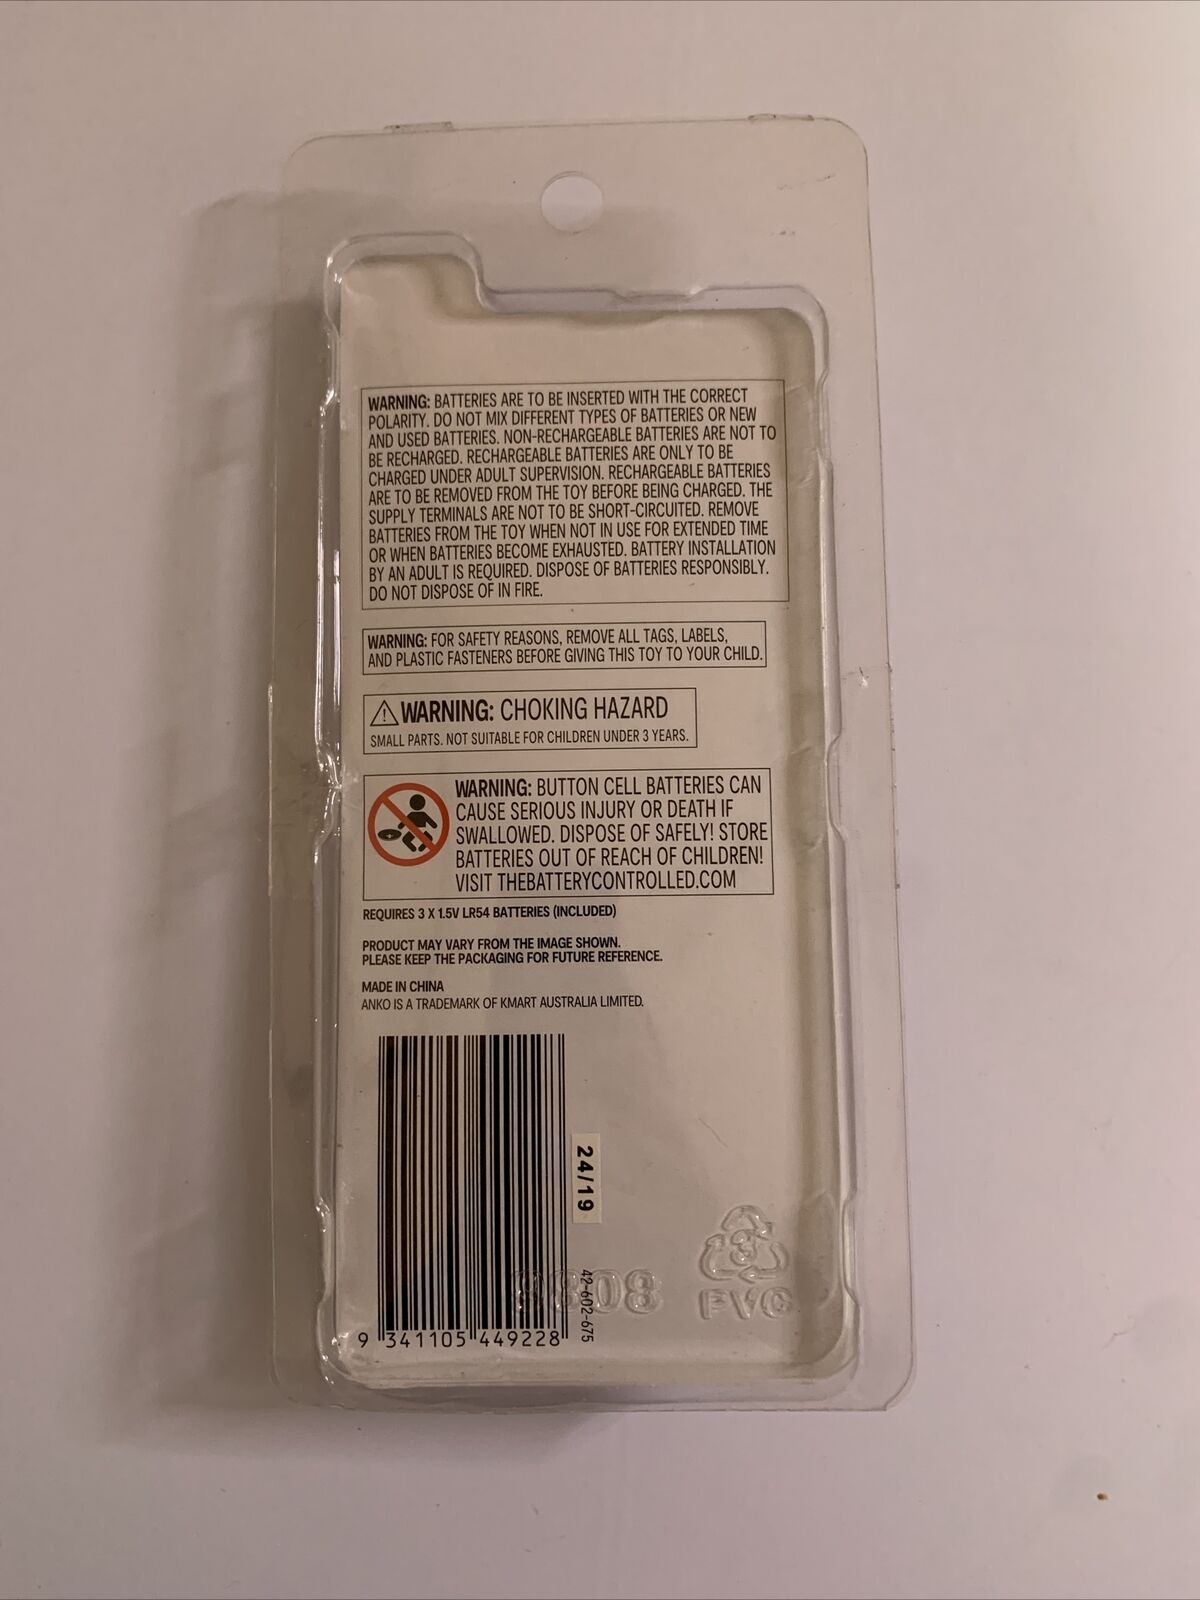 WARNING: BATTERIES ARE TO BE INSERTED WITH THE CORRECT
POLARITY. DO NOT MIX DIFFERENT TYPES OF BATTERIES OR NEW
AND USED BATTERIES. NON-RECHARGEABLE BATTERIES ARE NOT TO
BE RECHARGED. RECHARGEABLE BATTERIES ARE ONLY TO BE
CHARGED UNDER ADULT SUPERVISION. RECHARGEABLE BATTERIES
ARE TO BE REMOVED FROM THE TOY BEFORE BEING CHARGED. THE
SUPPLY TERMINALS ARE NOT TO BE SHORT-CIRCUITED. REMOVE
BATTERIES FROM THE TOY WHEN NOT IN USE FOR EXTENDED TIME
OR WHEN BATTERIES BECOME EXHAUSTED. BATTERY INSTALLATION
BY AN ADULT IS REQUIRED. DISPOSE OF BATTERIES RESPONSIBLY.
DO NOT DISPOSE OF IN FIRE.
WARNING: FOR SAFETY REASONS, REMOVE ALL TAGS, LABELS,
AND PLASTIC FASTENERS BEFORE GIVING THIS TOY TO YOUR CHILD.
WARNING: CHOKING HAZARD
SMALL PARTS. NOT SUITABLE FOR CHILDREN UNDER 3 YEARS.
WARNING: BUTTON CELL BATTERIES CAN
CAUSE SERIOUS INJURY OR DEATH IF
SWALLOWED. DISPOSE OF SAFELY! STORE
BATTERIES OUT OF REACH OF CHILDREN!
VISIT THEBATTERYCONTROLLED.COM
REQUIRES 3 X 1.5V LR54 BATTERIES (INCLUDED)
PRODUCT MAY VARY FROM THE IMAGE SHOWN.
PLEASE KEEP THE PACKAGING FOR FUTURE REFERENCE.
MADE IN CHINA
ANKO IS A TRADEMARK OF KMART AUSTRALIA LIMITED.
24/19
42-602-675
3
PVC
9 341105 449228